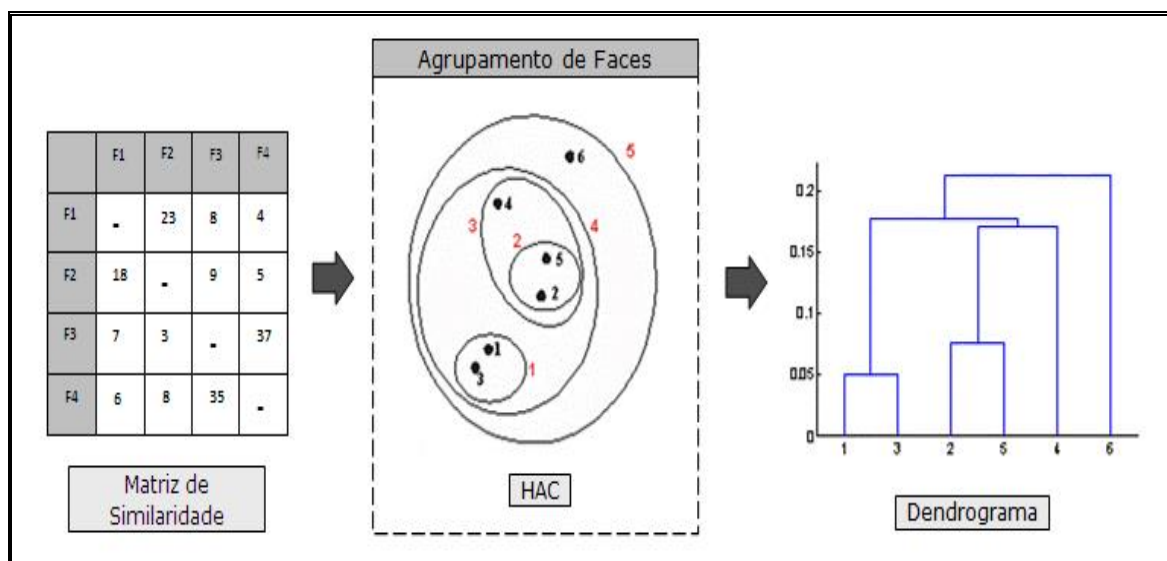 Agrupamento de Faces
F1 F2 F3 F4
F1 - 23 8 4
F2 18 - 9 5
F3 7 3 - 37
F4 6 8 35 -
Matriz de
Similaridade
6
5
4
3
4
2
5
2
1
3
1
HAC
0.2
0.15
0.1
0.05
0
1 3 2 5 4 6
Dendrograma